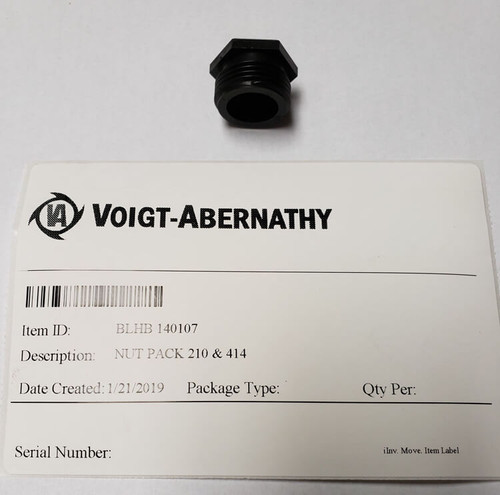 VA VOIGT-ABERNATHY
Item ID: BLHB 140107
Description: NUT PACK 210 & 414
Date Created: 1/21/2019 Package Type: Qty Per:
Serial Number: iInv. Move. Item Label